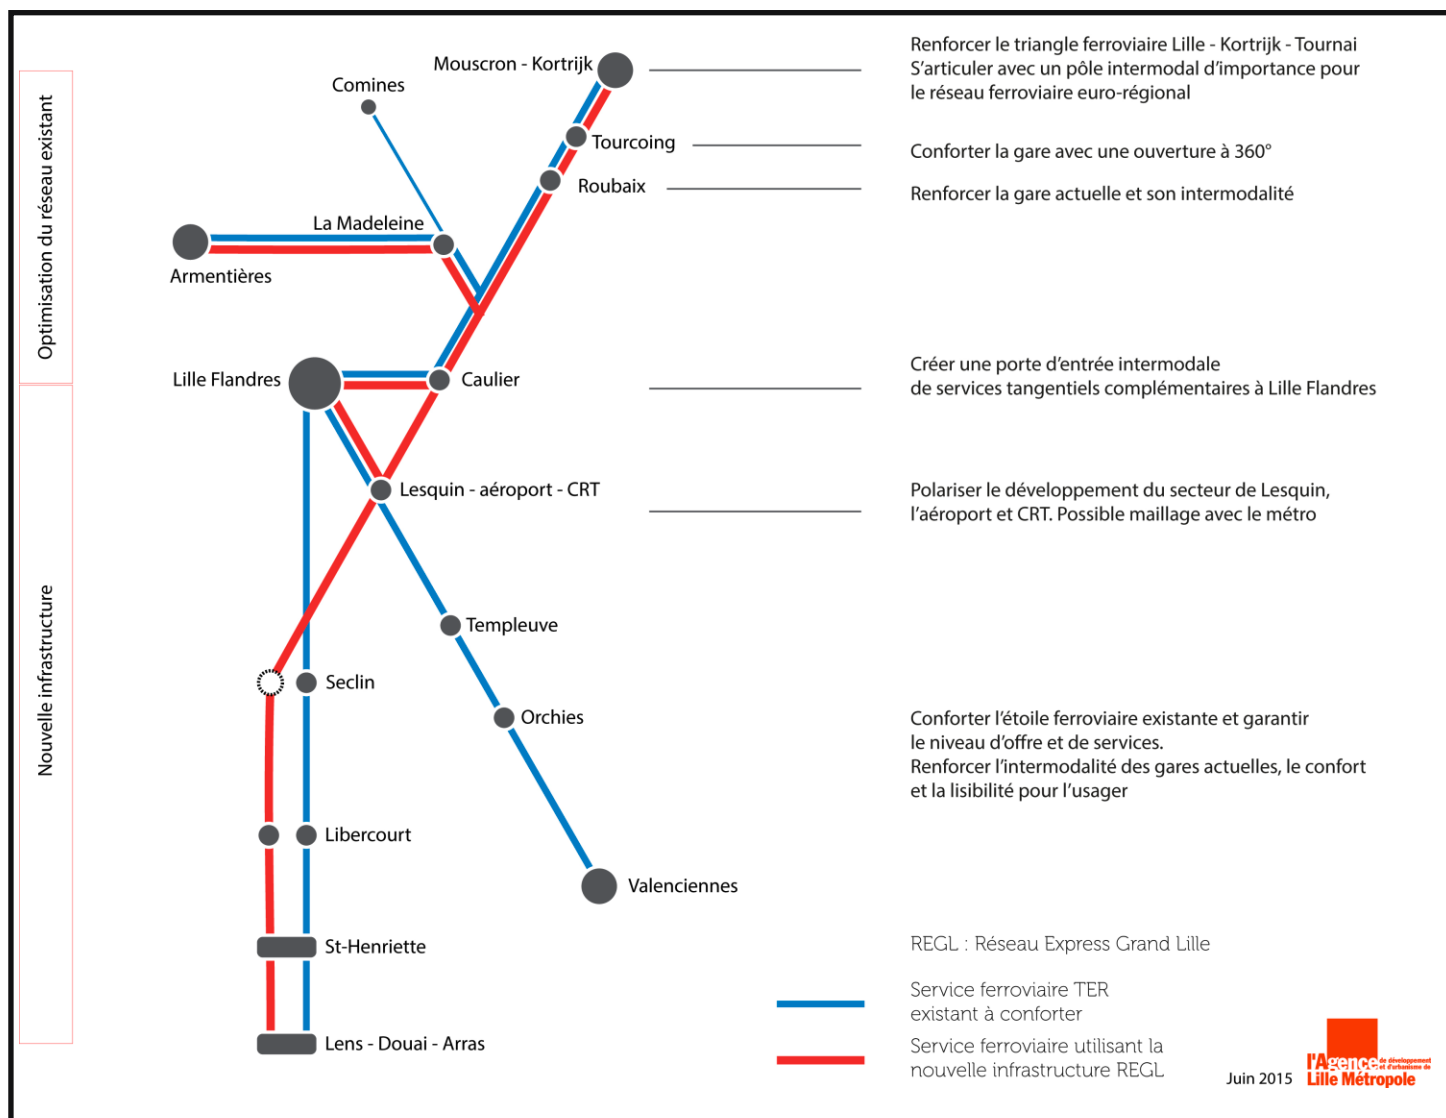 Optimisation du réseau existant
Nouvelle infrastructure
Mouscron - Kortrijk
Comines
Tourcoing
Roubaix
La Madeleine
Armentières
Lille Flandres
Caulier
Lesquin - aéroport - CRT
Templeuve
Seclin
Orchies
Libercourt
Valenciennes
St-Henriette
Lens - Douai - Arras
Renforcer le triangle ferroviaire Lille - Kortrijk - Tournai
S’articuler avec un pôle intermodal d’importance pour
le réseau ferroviaire euro-régional
Conforter la gare avec une ouverture à 360°
Renforcer la gare actuelle et son intermodalité
Créer une porte d’entrée intermodale
de services tangentiels complémentaires à Lille Flandres
Polariser le développement du secteur de Lesquin,
l’aéroport et CRT. Possible maillage avec le métro
Conforter l’étoile ferroviaire existante et garantir
le niveau d’offre et de services.
Renforcer l’intermodalité des gares actuelles, le confort
et la lisibilité pour l’usager
REGL : Réseau Express Grand Lille
Service ferroviaire TER
existant à conforter
Service ferroviaire utilisant la
nouvelle infrastructure REGL
Juin 2015
l'Agence de développement
et d'urbanisme de
Lille Métropole